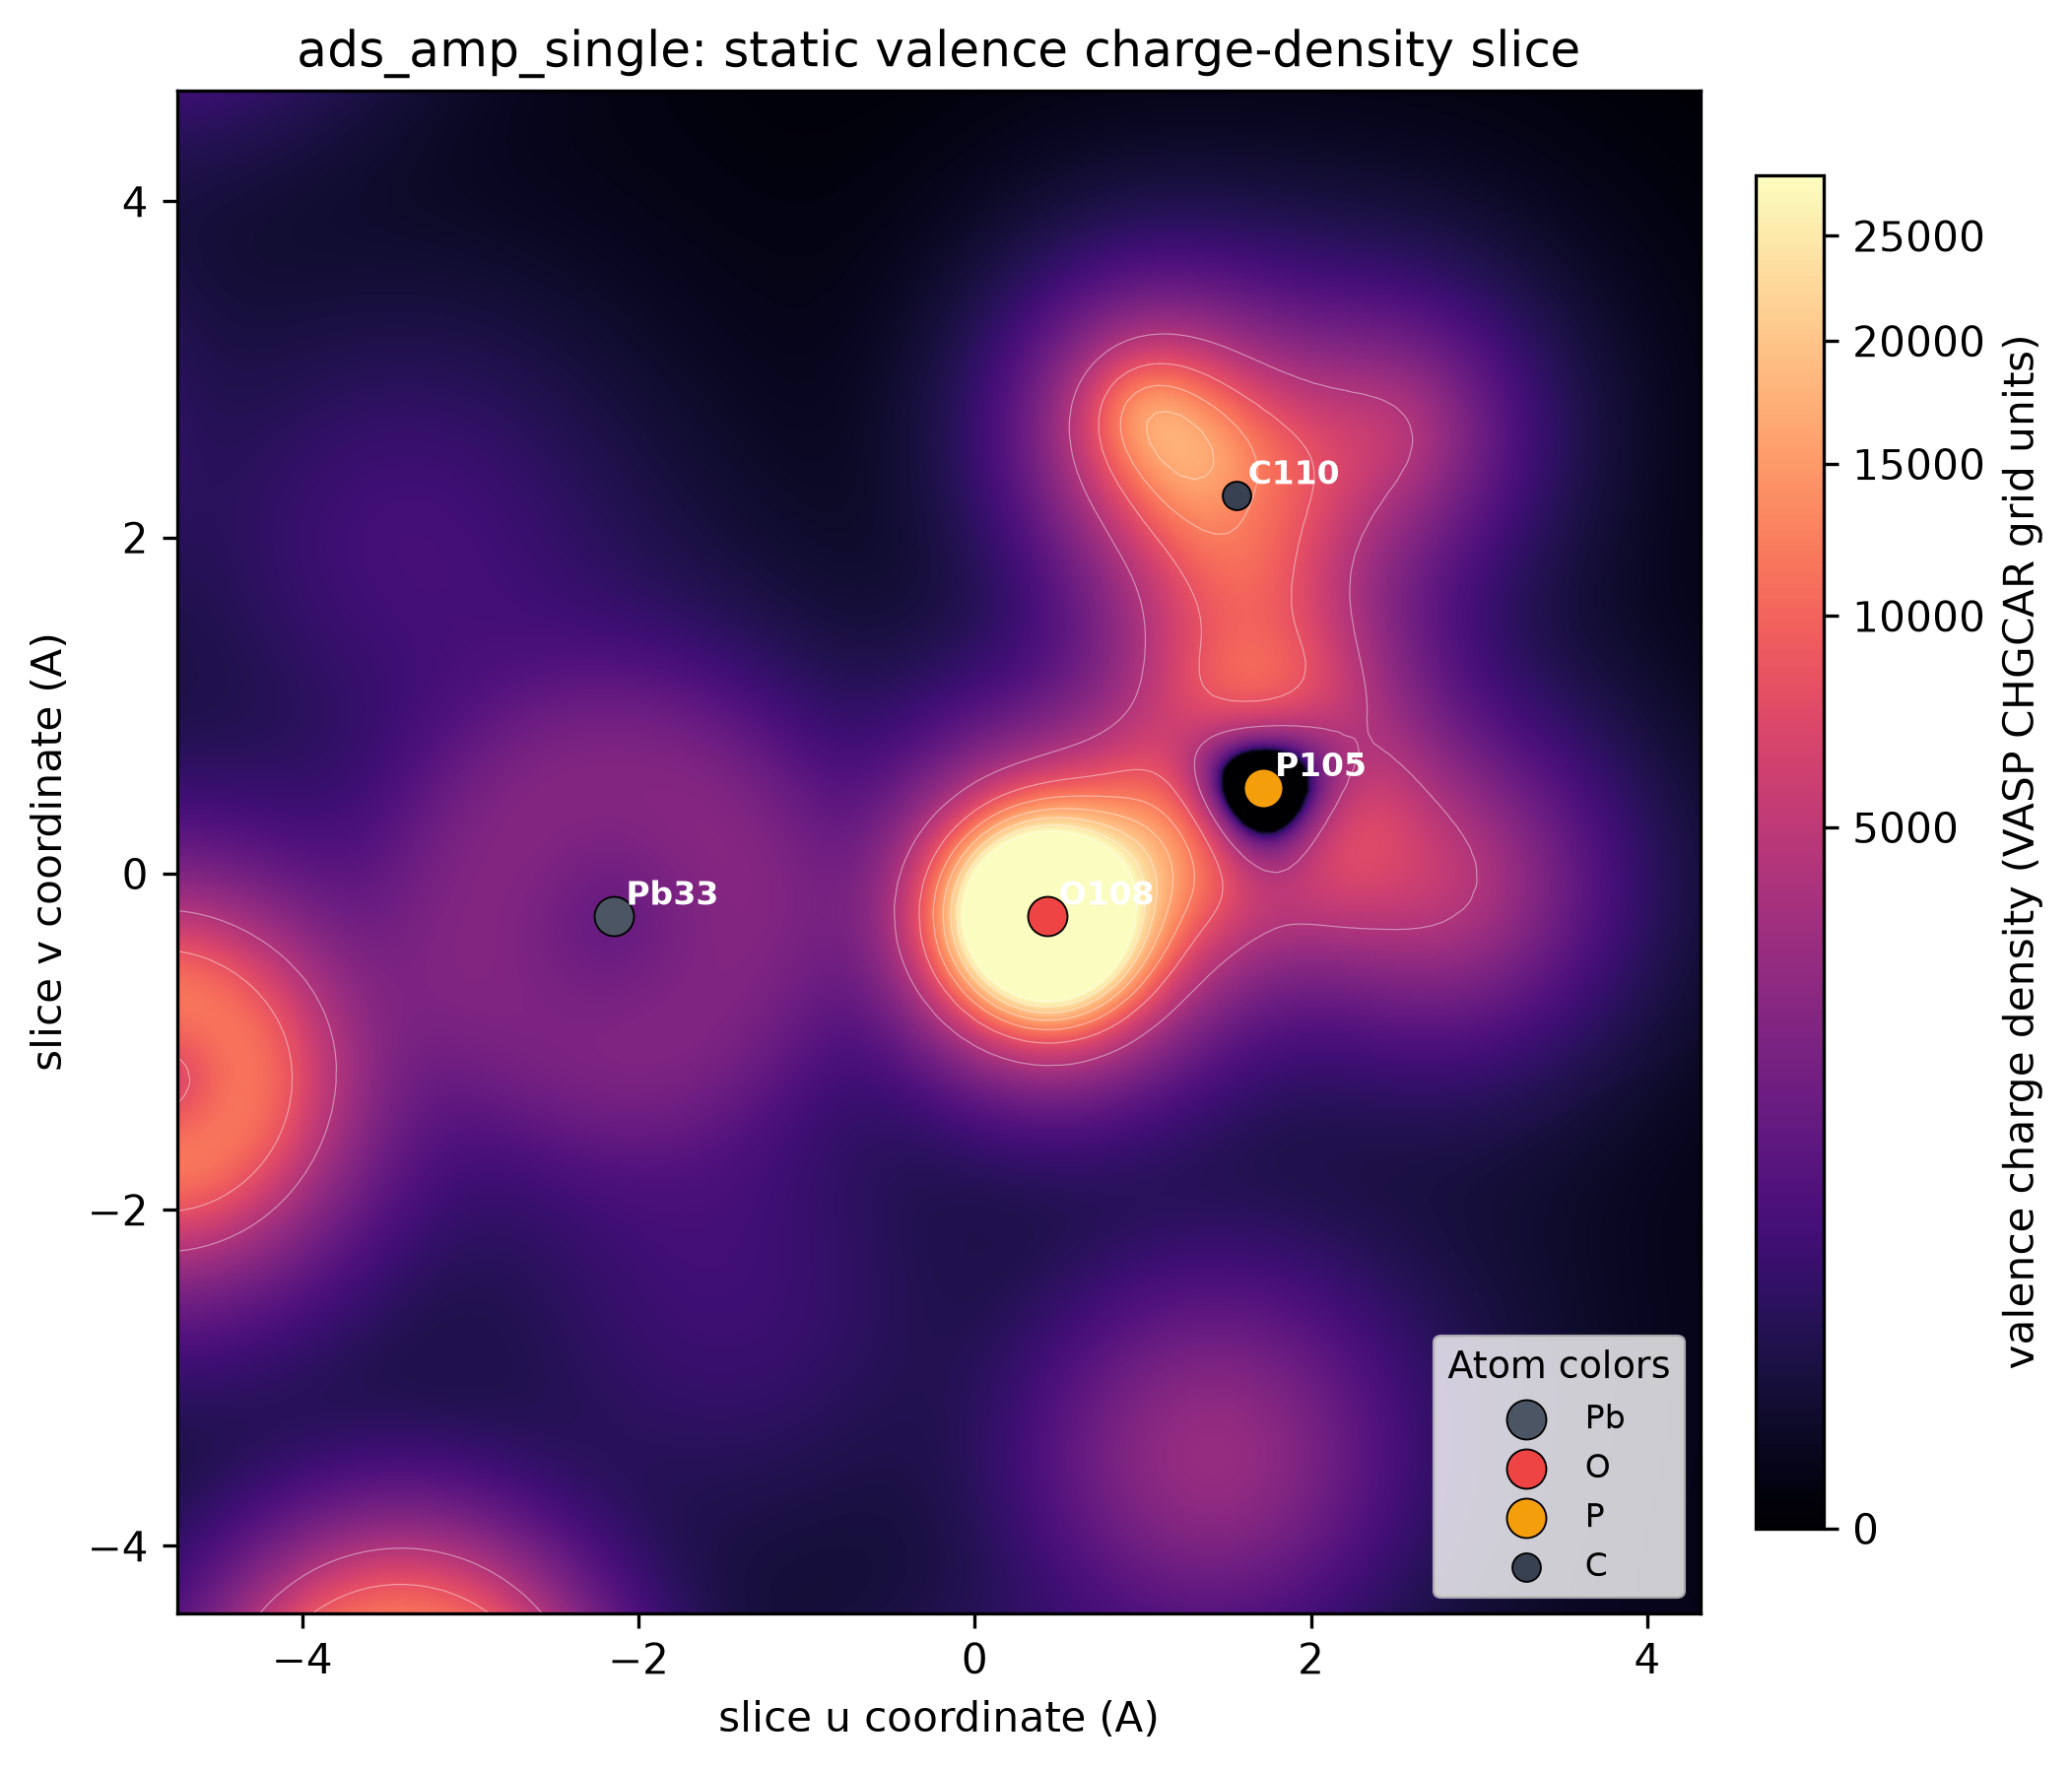 ads_amp_single: static valence charge-density slice
4
2
0
−2
−4
slice v coordinate (A)
C110
P105
Pb33
O108
Atom colors
Pb
O
P
C
−4
−2
0
2
4
slice u coordinate (A)
25000
20000
15000
10000
5000
0
valence charge density (VASP CHGCAR grid units)